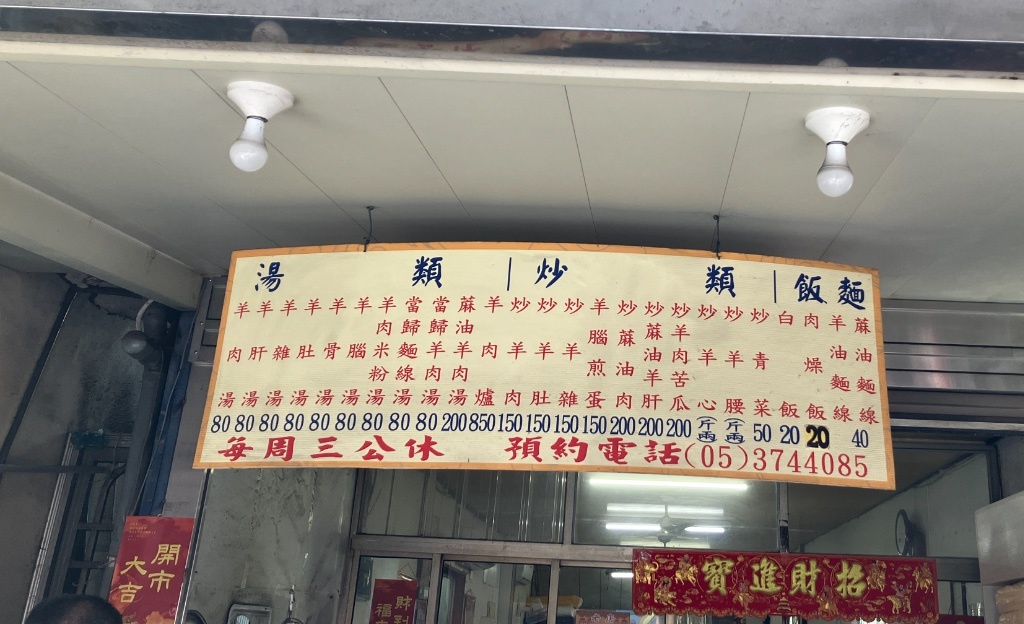 湯類
羊肉湯 80
羊肝湯 80
羊雜湯 80
羊肚湯 80
羊骨湯 80
羊腦湯 80
羊肉米粉湯 80
當歸麵線湯 80
當歸羊肉湯 80
蔴油羊肉湯 200
羊肉爐 850
炒類
炒羊肉 150
炒羊肚 150
炒羊雜 150
羊腦煎蛋 150
炒蔴油肉 200
炒蔴油羊肝 200
炒羊肉苦瓜 200
炒羊心 (斤兩
炒羊腰 (斤兩
炒青菜 50
飯麵
白飯 20
肉燥飯 20
羊油麵線
蔴油麵線 40
每周三公休 預約電話(05)3744085
開市
大吉
招財進寶